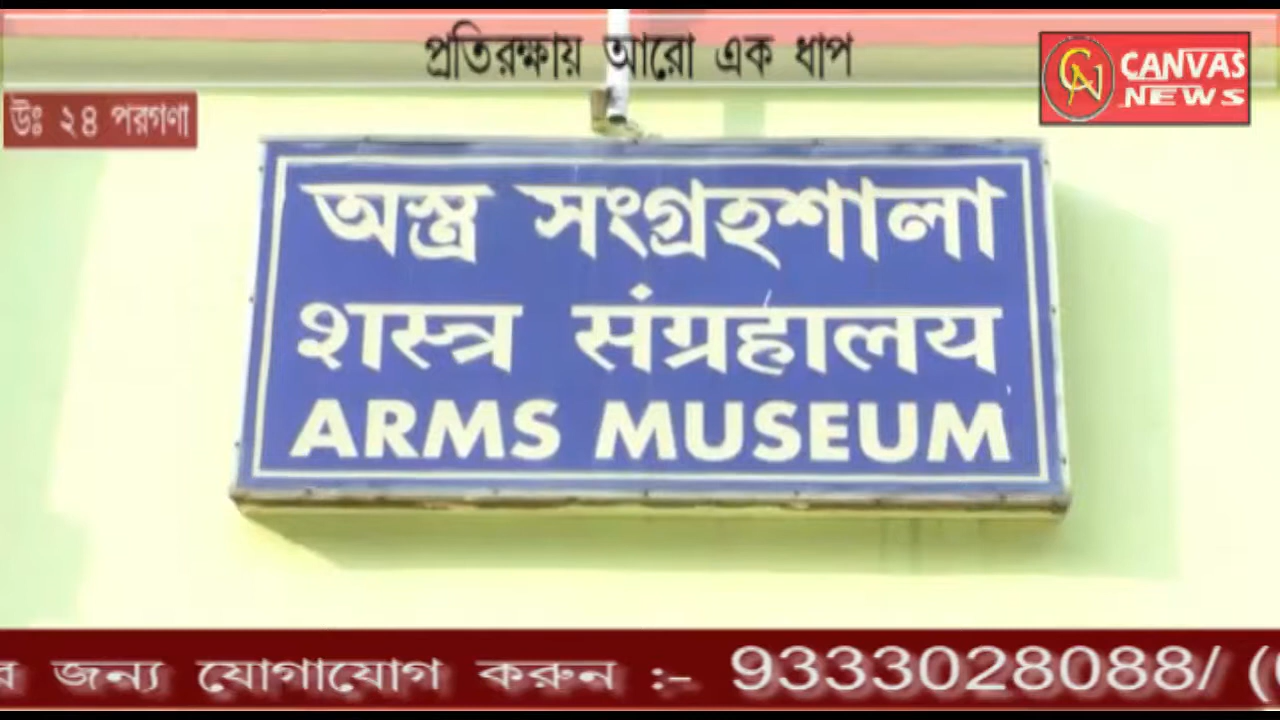 প্রতিরক্ষায় আরো এক ধাপ
CANVAS
NEWS
উঃ ২৪ পরগণা
অস্ত্র সংগ্রহশালা
शस्त्र संग्रहालय
ARMS MUSEUM
র জন্য যোগাযোগ করুন :- 9333028088/ (